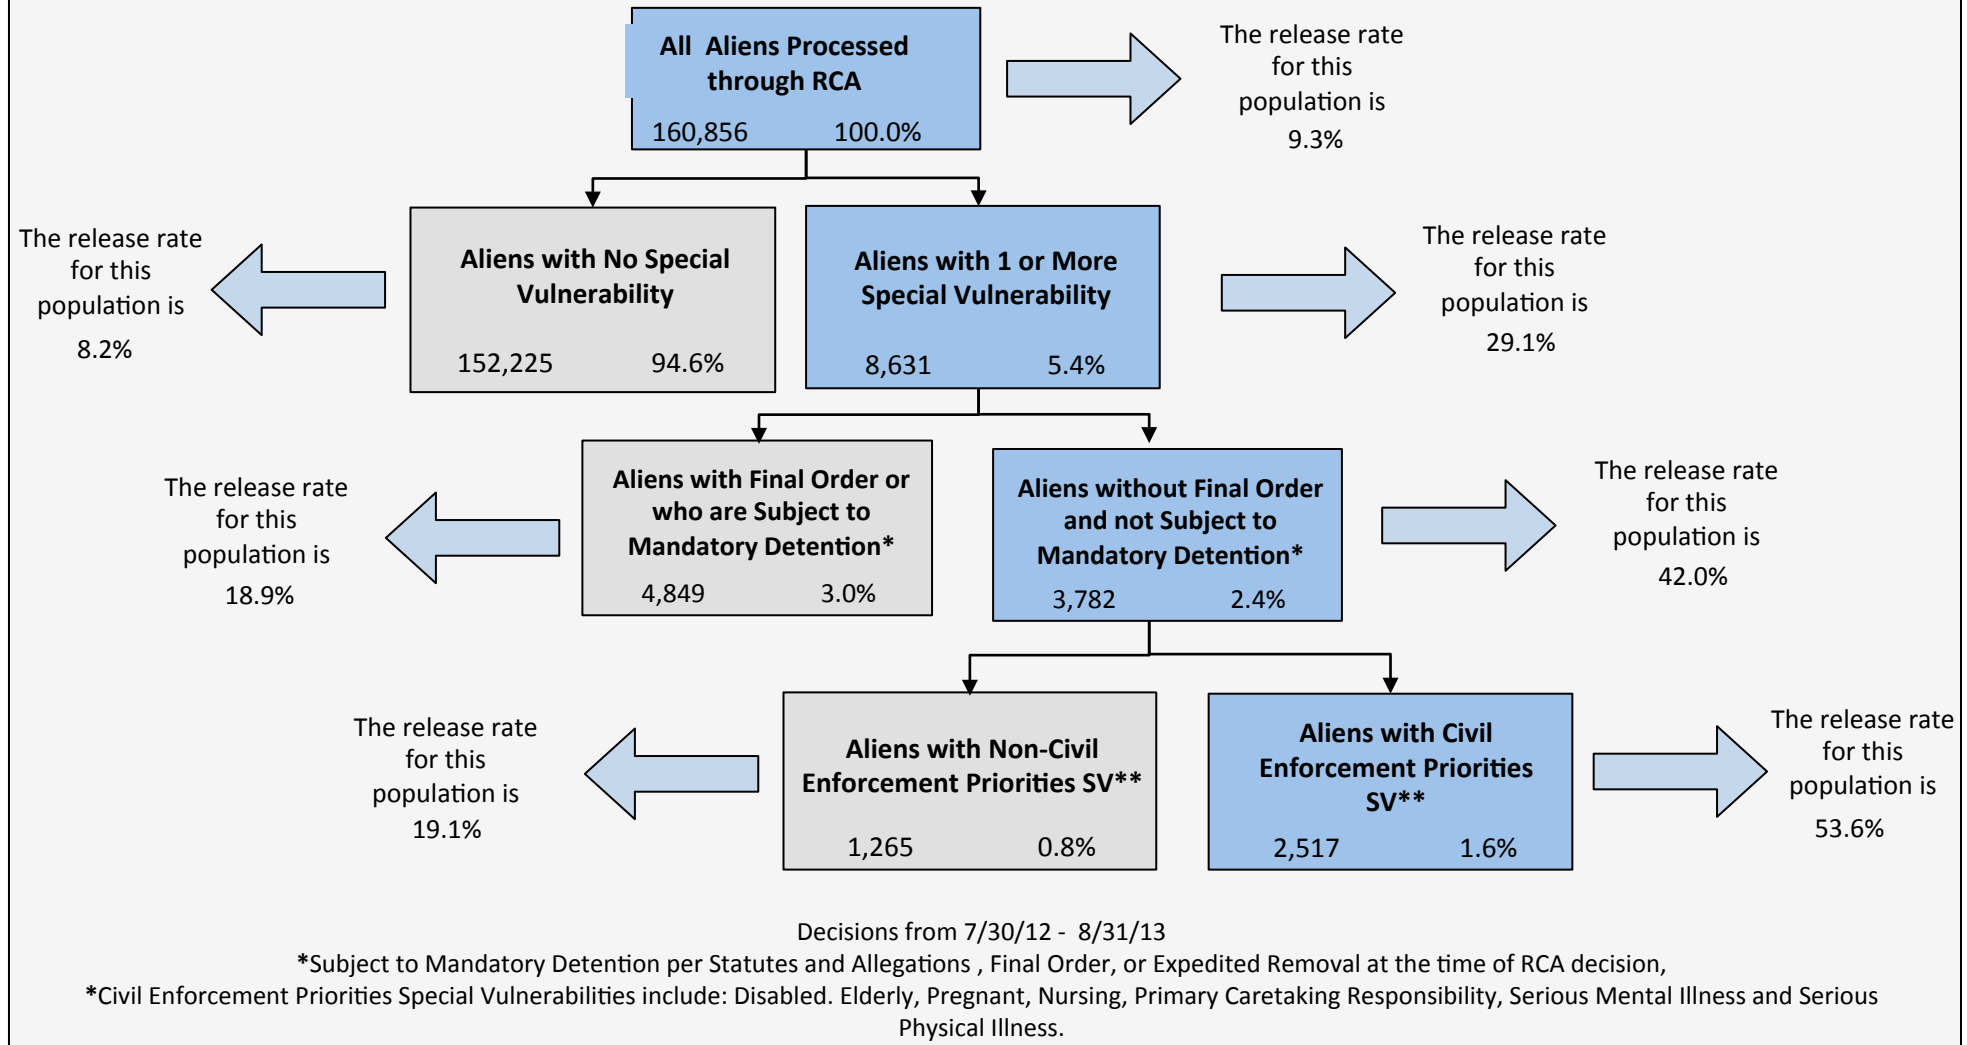 All Aliens Processed
through RCA
160,856 100.0%
The release rate
for this
population is
9.3%
The release rate
for this
population is
8.2%
Aliens with No Special
Vulnerability
152,225 94.6%
Aliens with 1 or More
Special Vulnerability
8,631 5.4%
The release rate
for this
population is
29.1%
The release rate
for this
population is
18.9%
Aliens with Final Order or
who are Subject to
Mandatory Detention*
4,849 3.0%
Aliens without Final Order
and not Subject to
Mandatory Detention*
3,782 2.4%
The release rate
for this
population is
42.0%
The release rate
for this
population is
19.1%
Aliens with Non-Civil
Enforcement Priorities SV**
1,265 0.8%
Aliens with Civil
Enforcement Priorities
SV**
2,517 1.6%
The release rate
for this
population is
53.6%
Decisions from 7/30/12 - 8/31/13
*Subject to Mandatory Detention per Statutes and Allegations , Final Order, or Expedited Removal at the time of RCA decision,
*Civil Enforcement Priorities Special Vulnerabilities include: Disabled. Elderly, Pregnant, Nursing, Primary Caretaking Responsibility, Serious Mental Illness and Serious
Physical Illness.